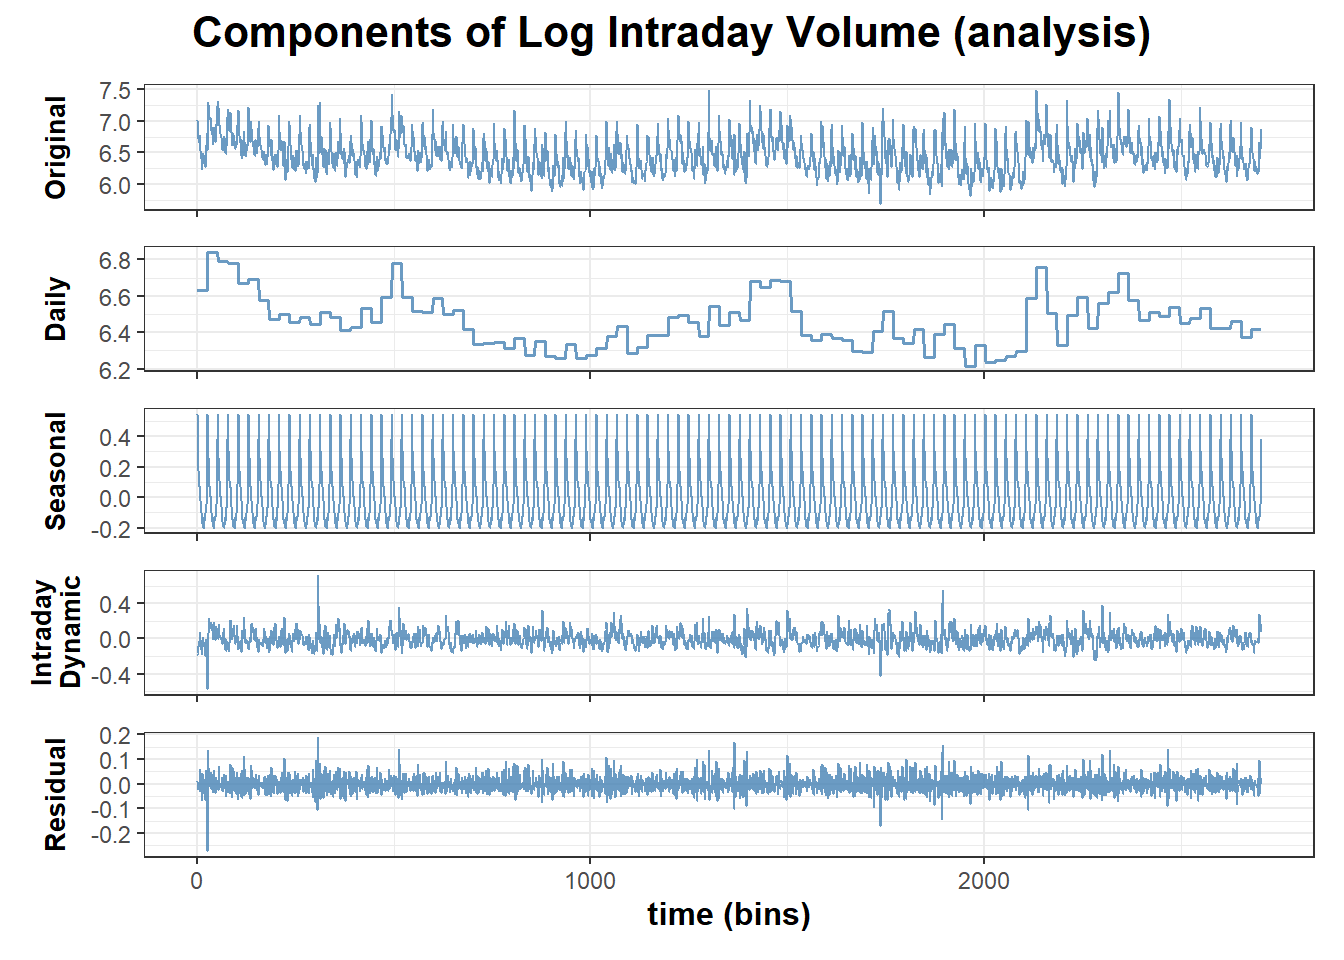 Components of Log Intraday Volume (analysis)
Original
7.5
7.0
6.5
6.0
Daily
6.8
6.6
6.4
6.2
Seasonal
0.4
0.2
0.0
-0.2
Intraday
Dynamic
0.4
0.0
-0.4
Residual
0.2
0.1
0.0
-0.1
-0.2
0 1000 2000
time (bins)